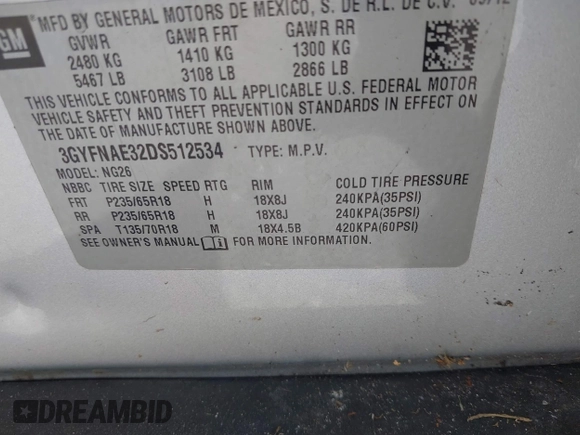 GM
MFD BY GENERAL MOTORS DE MEXICO, S. DE R.L. DE C.V.
GVWR GAWR FRT GAWR RR
2480 KG 1410 KG 1300 KG
5467 LB 3108 LB 2866 LB
THIS VEHICLE CONFORMS TO ALL APPLICABLE U.S. FEDERAL MOTOR
VEHICLE SAFETY AND THEFT PREVENTION STANDARDS IN EFFECT ON
THE DATE OF MANUFACTURE SHOWN ABOVE.
3GYFNAE32DS512534 TYPE: M.P.V.
MODEL: NG26
NBBC TIRE SIZE SPEED RTG RIM COLD TIRE PRESSURE
FRT P235/65R18 H 18X8J 240KPA(35PSI)
RR P235/65R18 H 18X8J 240KPA(35PSI)
SPA T135/70R18 M 18X4.5B 420KPA(60PSI)
SEE OWNER'S MANUAL FOR MORE INFORMATION.
DREAMBID